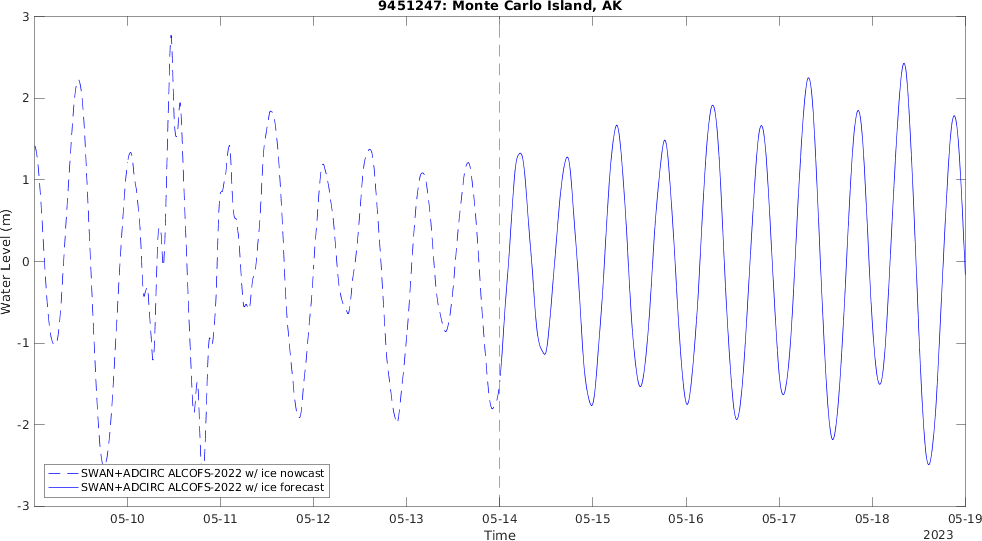 9451247: Monte Carlo Island, AK
Water Level (m)
3
2
1
0
-1
-2
-3
SWAN+ADCIRC ALCOFS-2022 w/ ice nowcast
SWAN+ADCIRC ALCOFS-2022 w/ ice forecast
05-10 05-11 05-12 05-13 05-14 05-15 05-16 05-17 05-18 05-19
Time
2023